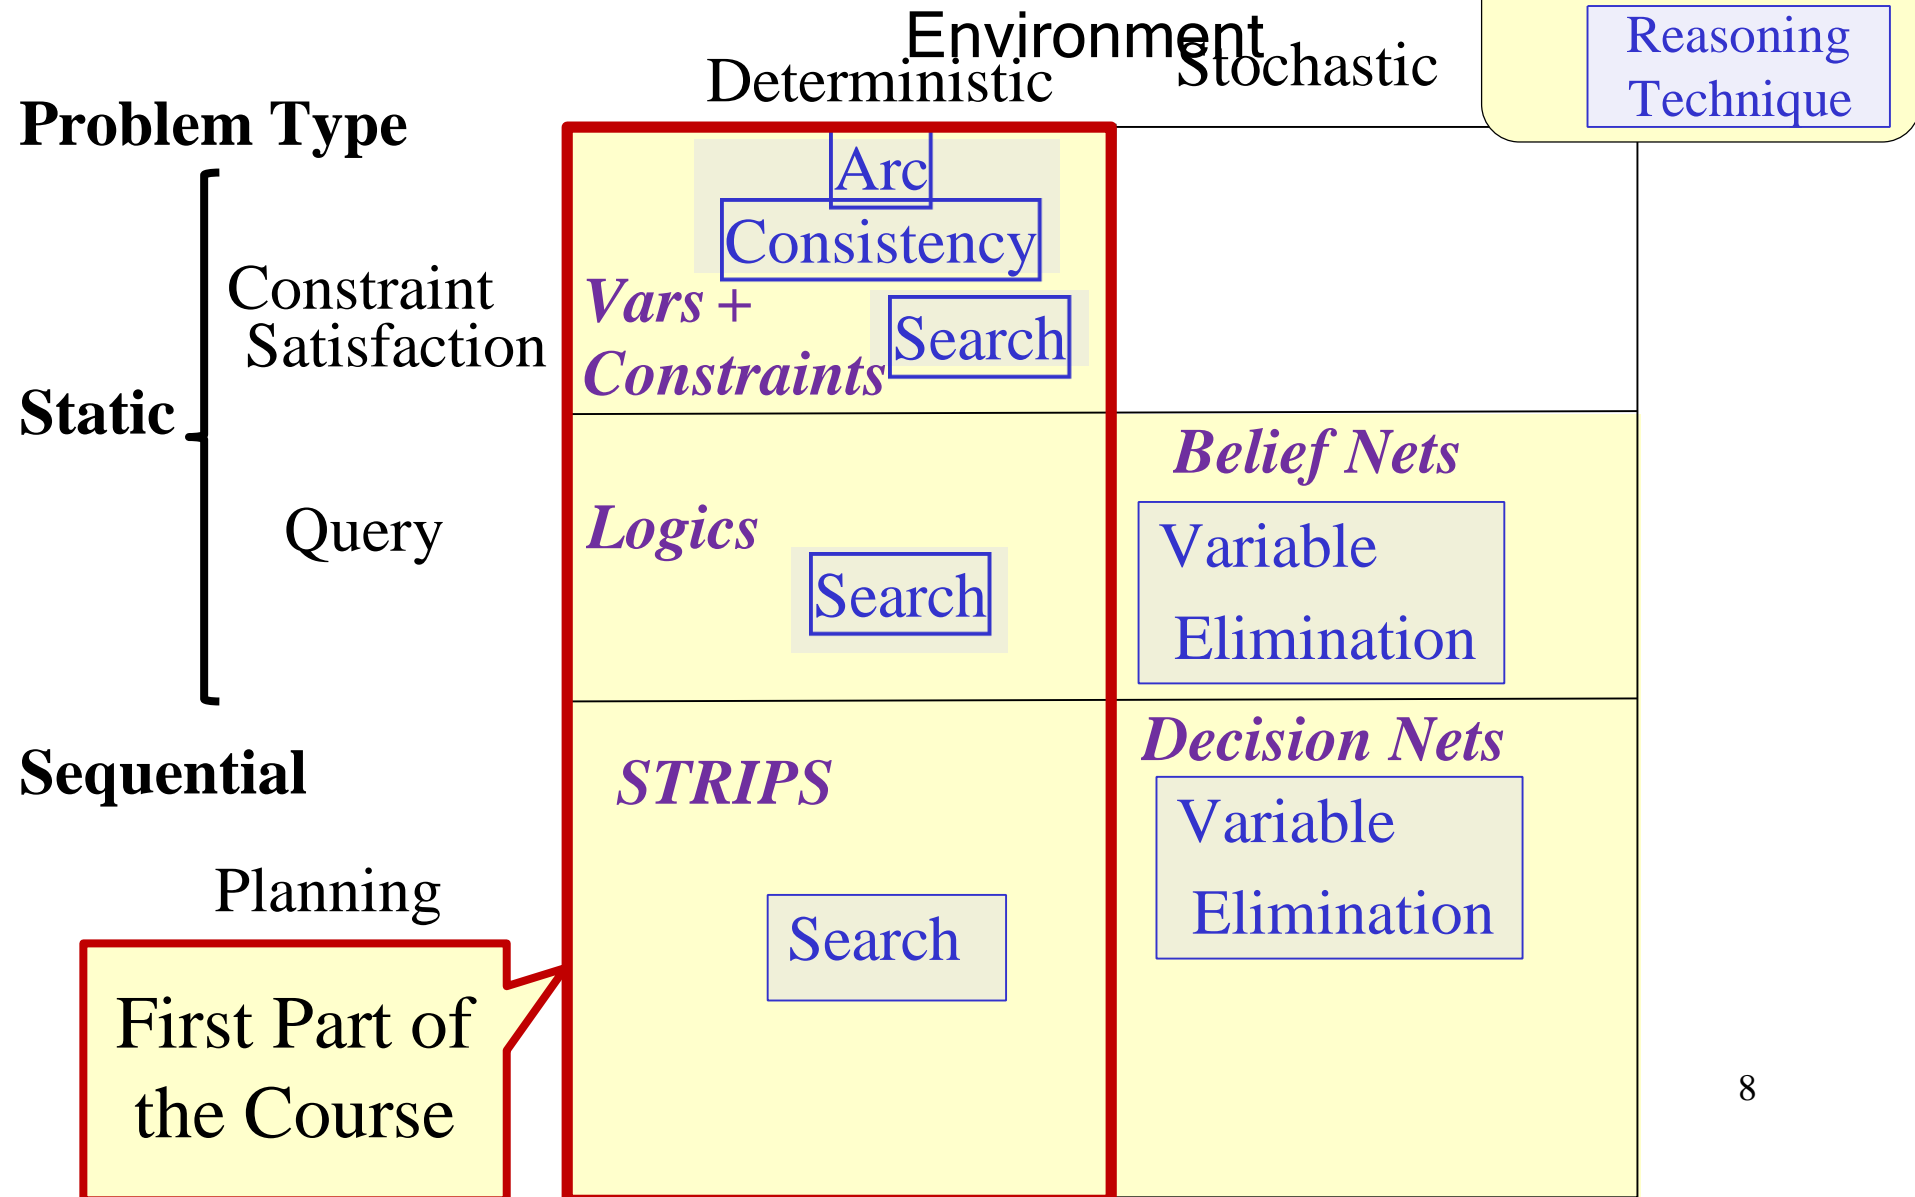 Environment
Deterministic
Stochastic
Reasoning
Technique
Problem Type
Arc
Consistency
Constraint
Satisfaction
Vars +
Constraints
Search
Static
Query
Logics
Search
Belief Nets
Variable
Elimination
Sequential
STRIPS
Decision Nets
Variable
Elimination
Planning
Search
First Part of
the Course
8